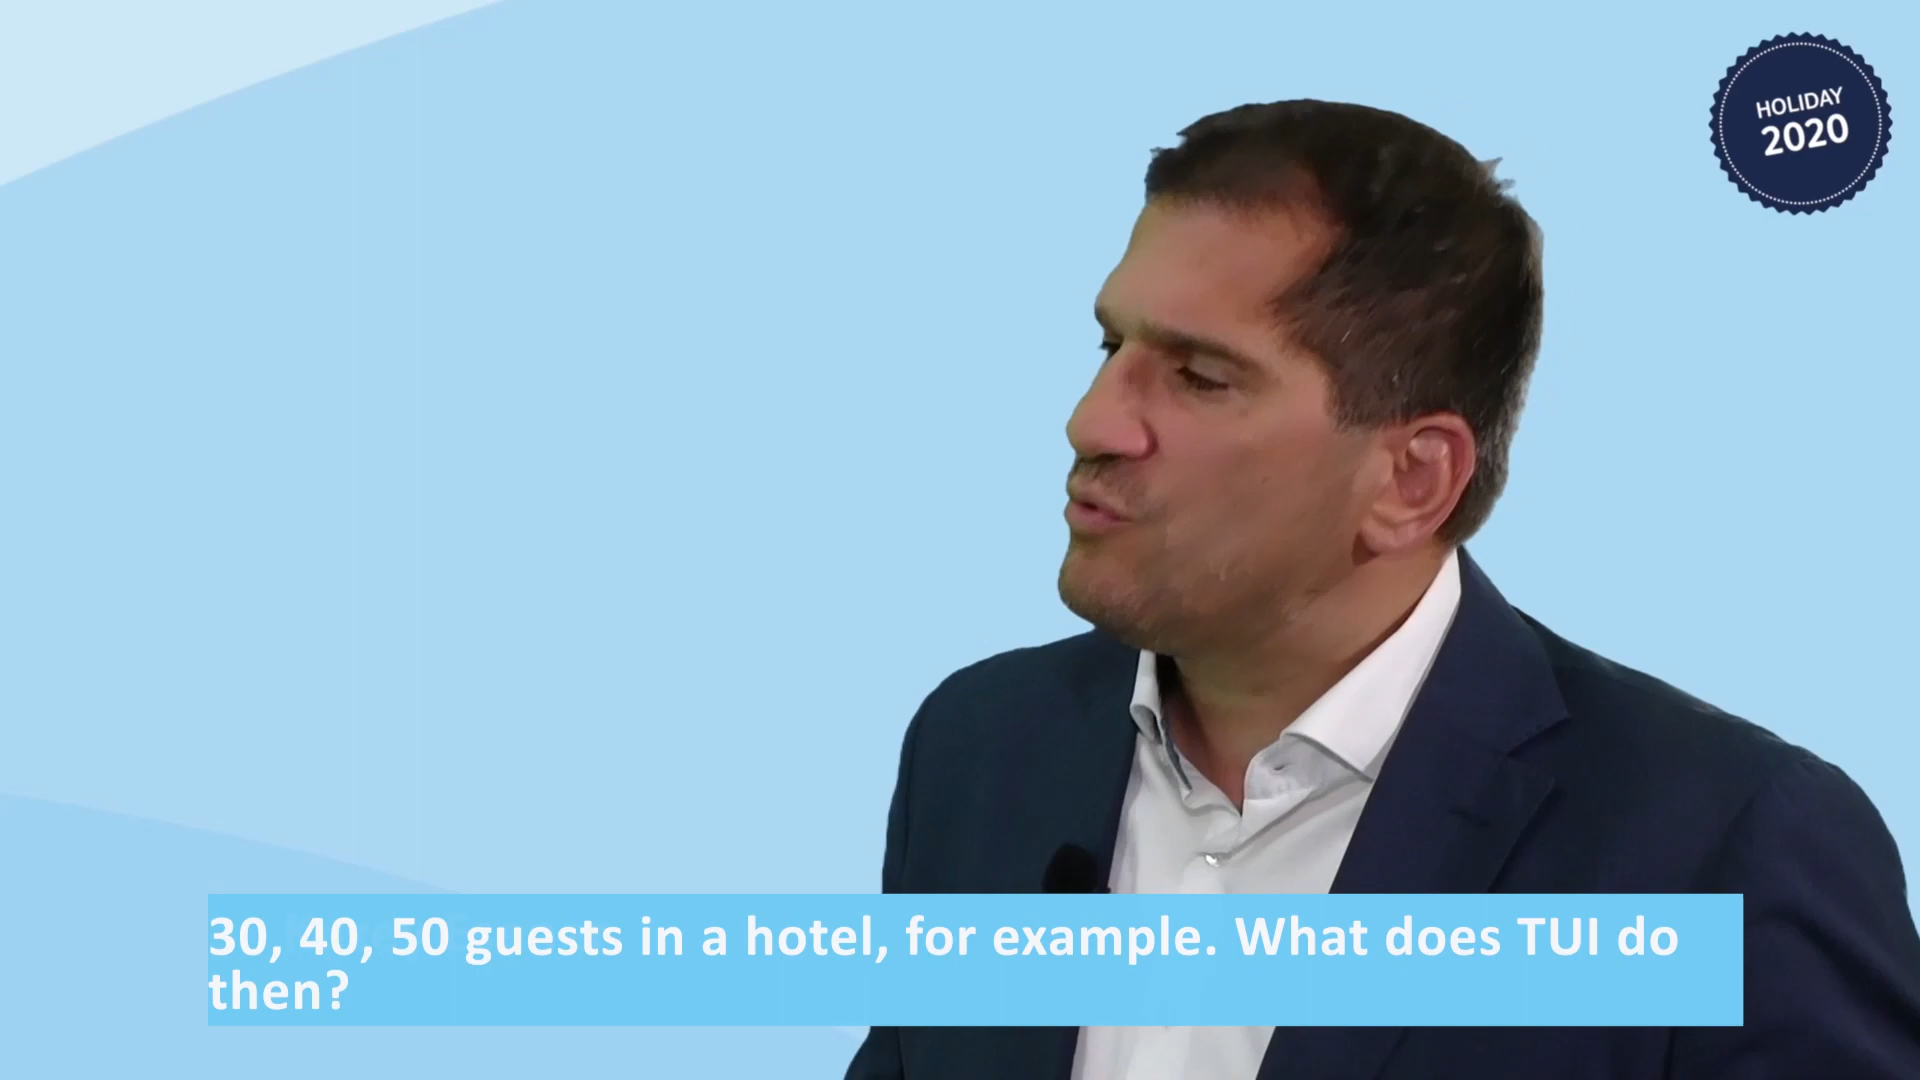 HOLIDAY
2020
30, 40, 50 guests in a hotel, for example. What does TUI do
then?